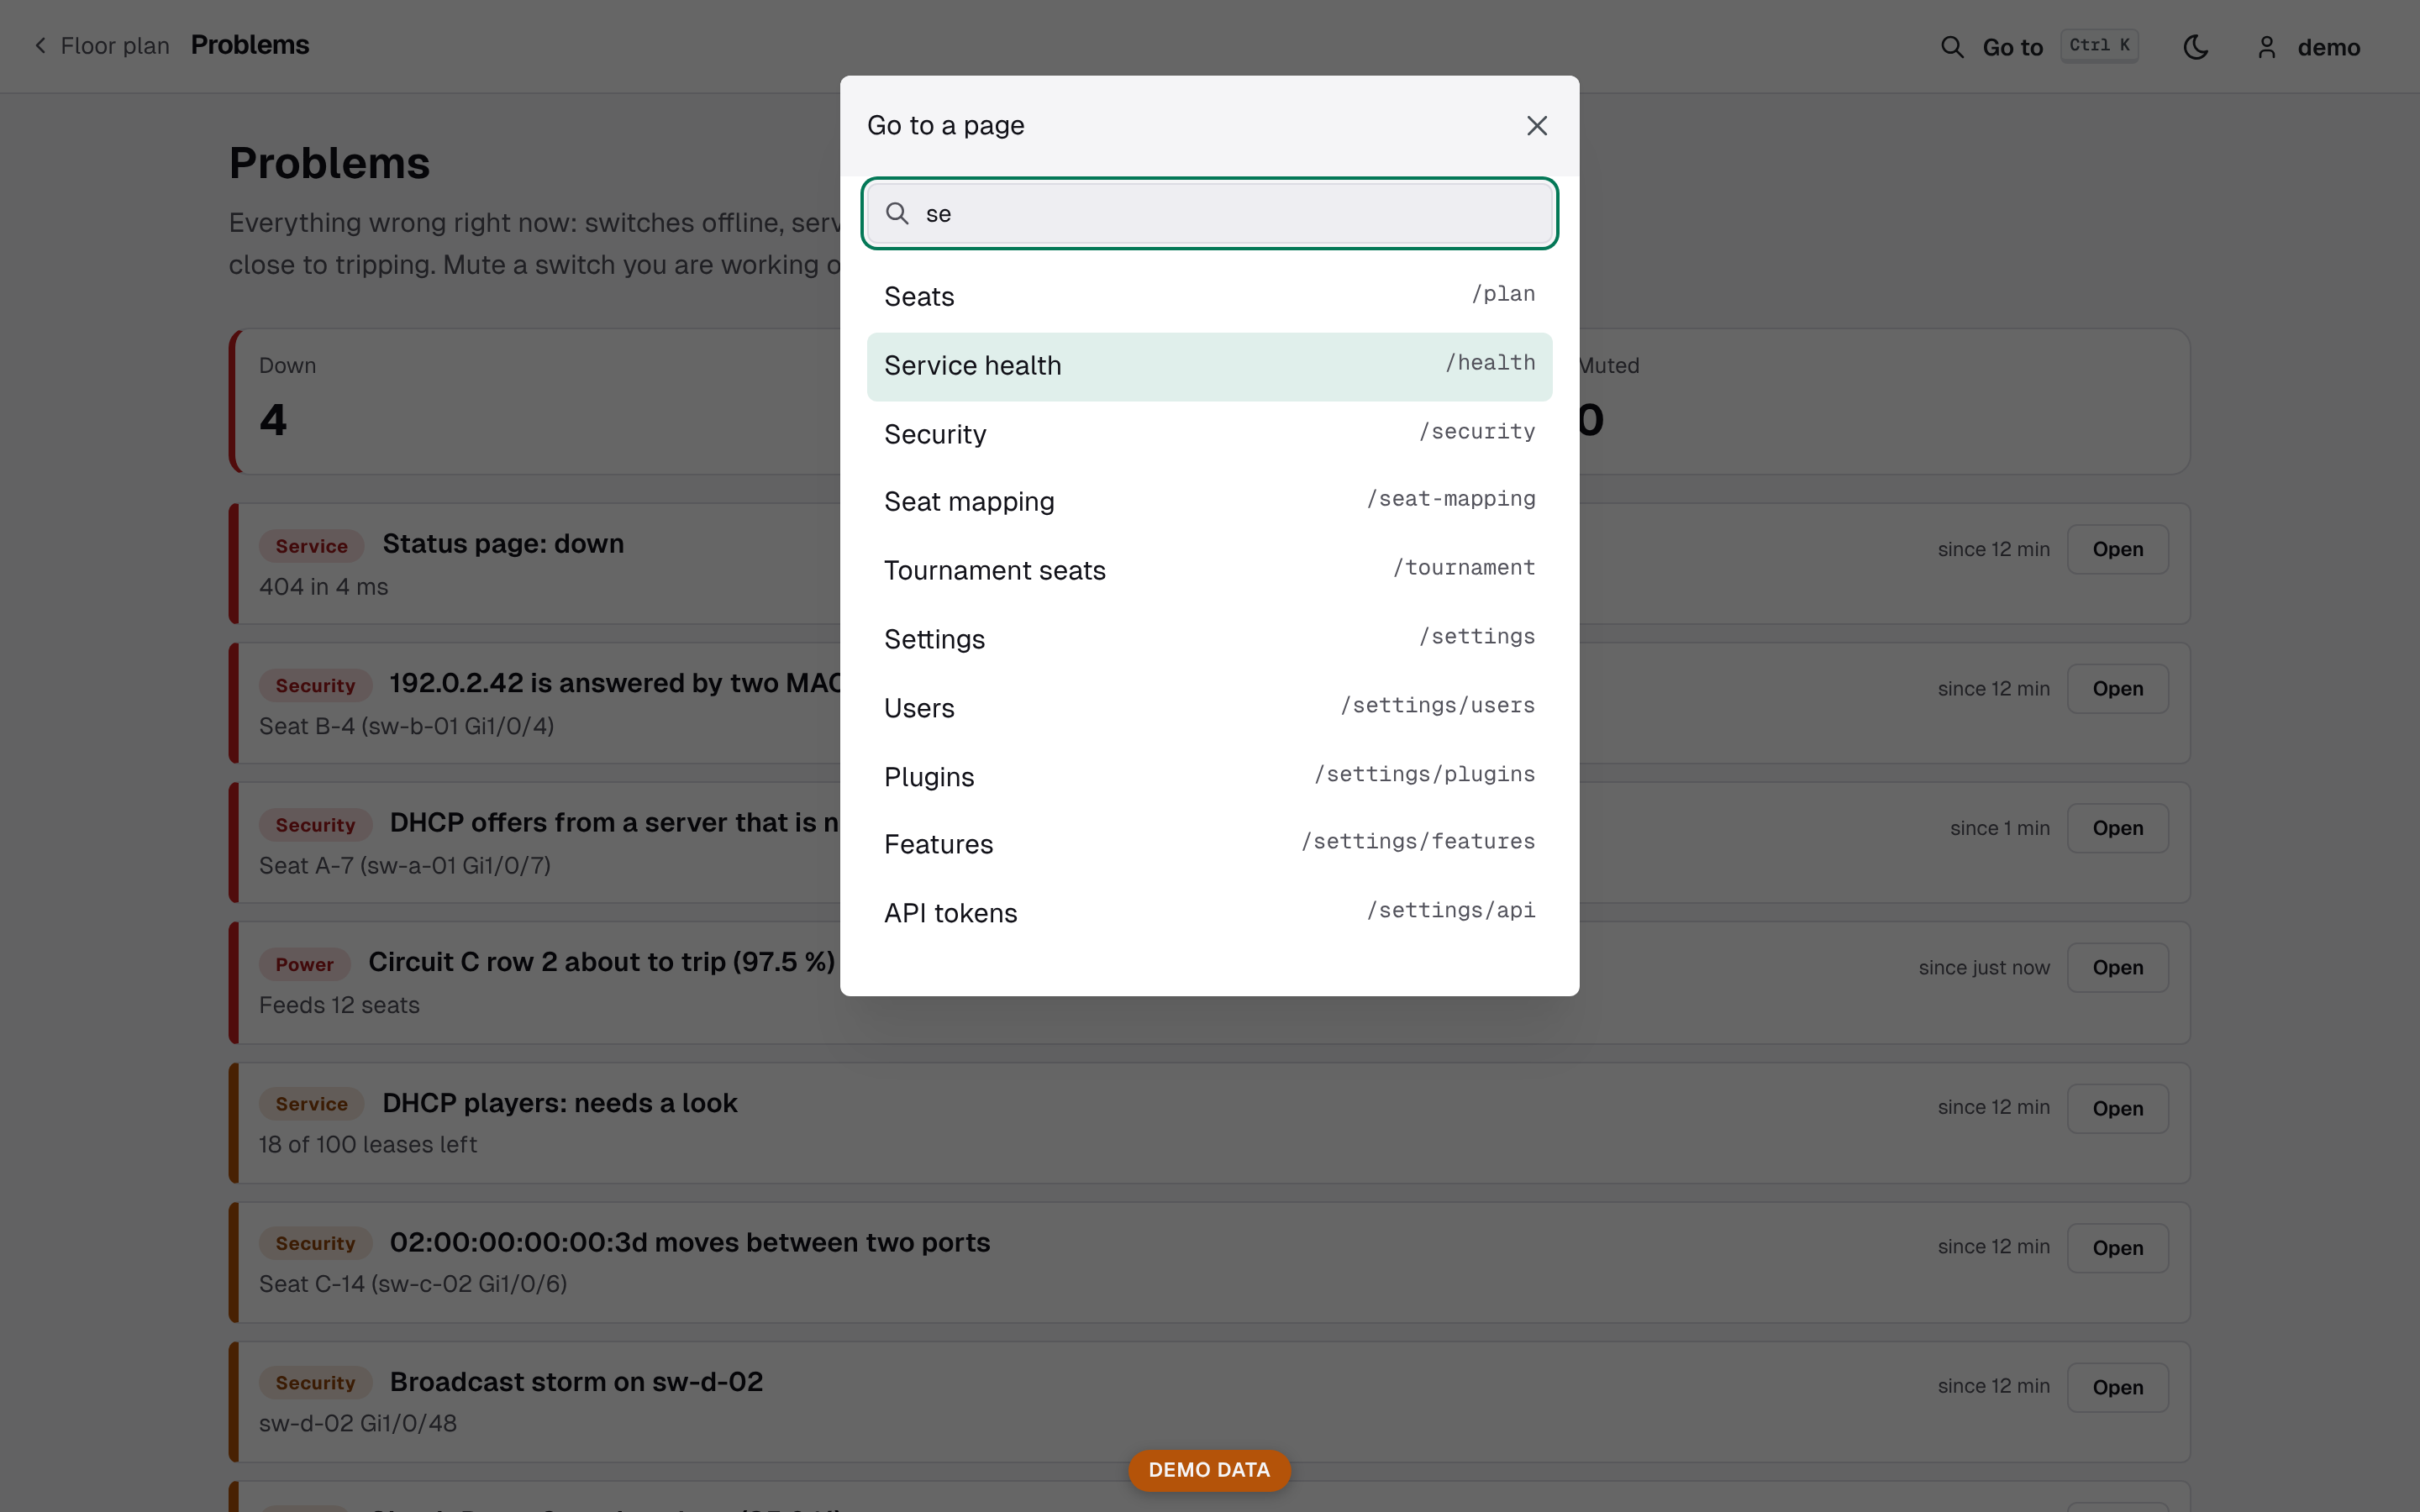 Floor plan Problems
Go to Ctrl K demo
Go to a page
se
Seats /plan
Service health /health
Security /security
Seat mapping /seat-mapping
Tournament seats /tournament
Settings /settings
Users /settings/users
Plugins /settings/plugins
Features /settings/features
API tokens /settings/api
Problems
Everything wrong right now: switches offline,
close to tripping. Mute a switch you are working
Down
4
Muted
0
Service Status page: down
404 in 4 ms
since 12 min Open
Security 192.0.2.42 is answered by two
Seat B-4 (sw-b-01 Gi1/0/4)
since 12 min Open
Security DHCP offers from a server that is
Seat A-7 (sw-a-01 Gi1/0/7)
since 1 min Open
Power Circuit C row 2 about to trip (97.5 %)
Feeds 12 seats
since just now Open
Service DHCP players: needs a look
18 of 100 leases left
since 12 min Open
Security 02:00:00:00:00:3d moves between two ports
Seat C-14 (sw-c-02 Gi1/0/6)
since 12 min Open
Security Broadcast storm on sw-d-02
sw-d-02 Gi1/0/48
since 12 min Open
DEMO DATA